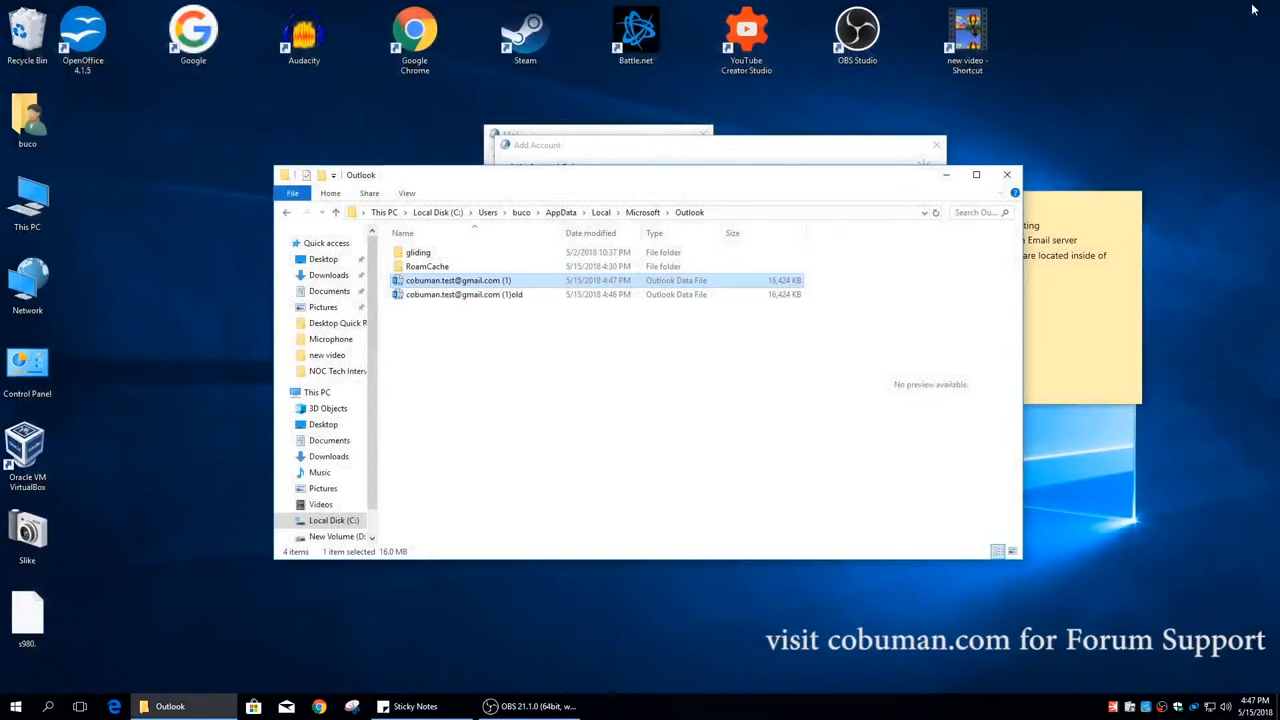 Recycle Bin
OpenOffice
4.1.5
Google
Audacity
Google
Chrome
Steam
Battle.net
YouTube
Creator Studio
OBS Studio
new video -
Shortcut
buco
This PC
Network
Control Panel
Oracle VM
VirtualBox
Slike
s980.
Mail
Add Account
Outlook
File
Home
Share
View
This PC
Local Disk (C:)
Users
buco
AppData
Local
Microsoft
Outlook
Search Ou...
Name
Date modified
Type
Size
gliding
5/2/2018 10:37 PM
File folder
RoamCache
5/15/2018 4:30 PM
File folder
cobuman.test@gmail.com (1)
5/15/2018 4:47 PM
Outlook Data File
16,424 KB
cobuman.test@gmail.com (1)old
5/15/2018 4:46 PM
Outlook Data File
16,424 KB
Quick access
Desktop
Downloads
Documents
Pictures
Desktop Quick R
Microphone
new video
NOC Tech Interv
This PC
3D Objects
Desktop
Documents
Downloads
Music
Pictures
Videos
Local Disk (C:)
New Volume (D:
No preview available.
4 items
1 item selected 16.0 MB
ting
Email server
are located inside of
visit cobuman.com for Forum Support
Outlook
Sticky Notes
OBS 21.1.0 (64bit, w...
4:47 PM
5/15/2018